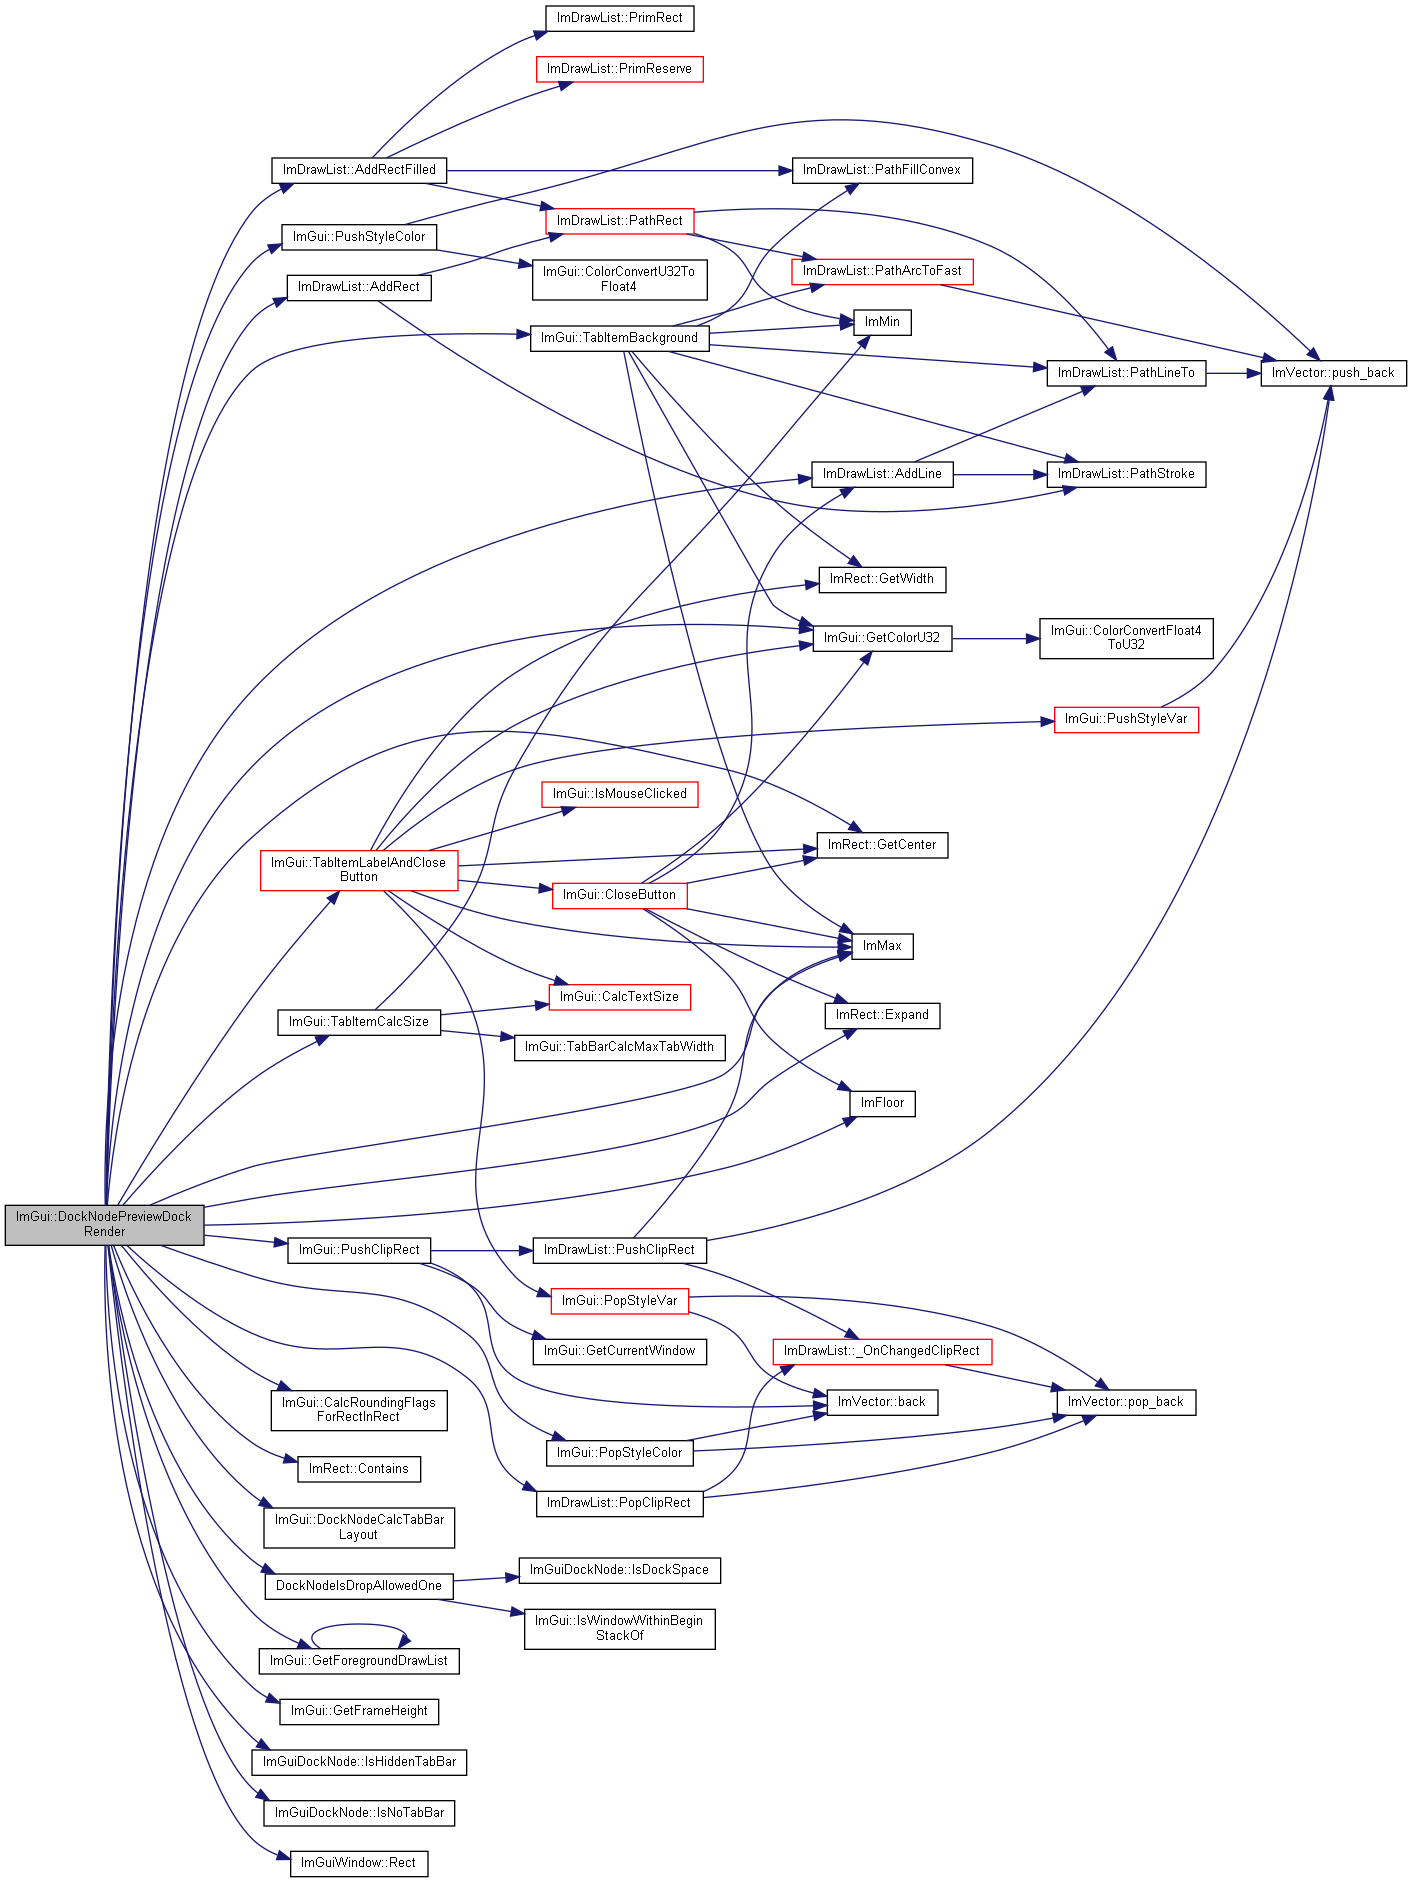 ImDrawList::PrimRect
ImDrawList::PrimReserve
ImDrawList::AddRectFilled
ImDrawList::PathFillConvex
ImDrawList::PathRect
ImGui::PushStyleColor
ImGui::ColorConvertU32To
Float4
ImDrawList::PathArcToFast
ImDrawList::AddRect
ImMin
ImGui::TabItemBackground
ImDrawList::PathLineTo
ImVector::push_back
ImDrawList::AddLine
ImDrawList::PathStroke
ImRect::GetWidth
ImGui::GetColorU32
ImGui::ColorConvertFloat4
ToU32
ImGui::PushStyleVar
ImGui::IsMouseClicked
ImRect::GetCenter
ImGui::TabItemLabelAndClose
Button
ImGui::CloseButton
ImMax
ImGui::CalcTextSize
ImRect::Expand
ImGui::TabItemCalcSize
ImGui::TabBarCalcMaxTabWidth
ImFloor
ImGui::DockNodePreviewDock
Render
ImGui::PushClipRect
ImDrawList::PushClipRect
ImGui::PopStyleVar
ImGui::GetCurrentWindow
ImDrawList::_OnChangedClipRect
ImGui::CalcRoundingFlags
ForRectInRect
ImVector::back
ImVector::pop_back
ImGui::PopStyleColor
ImRect::Contains
ImDrawList::PopClipRect
ImGui::DockNodeCalcTabBar
Layout
ImGuiDockNode::IsDockSpace
DockNodeIsDropAllowedOne
ImGui::IsWindowWithinBegin
StackOf
ImGui::GetForegroundDrawList
ImGui::GetFrameHeight
ImGuiDockNode::IsHiddenTabBar
ImGuiDockNode::IsNoTabBar
ImGuiWindow::Rect